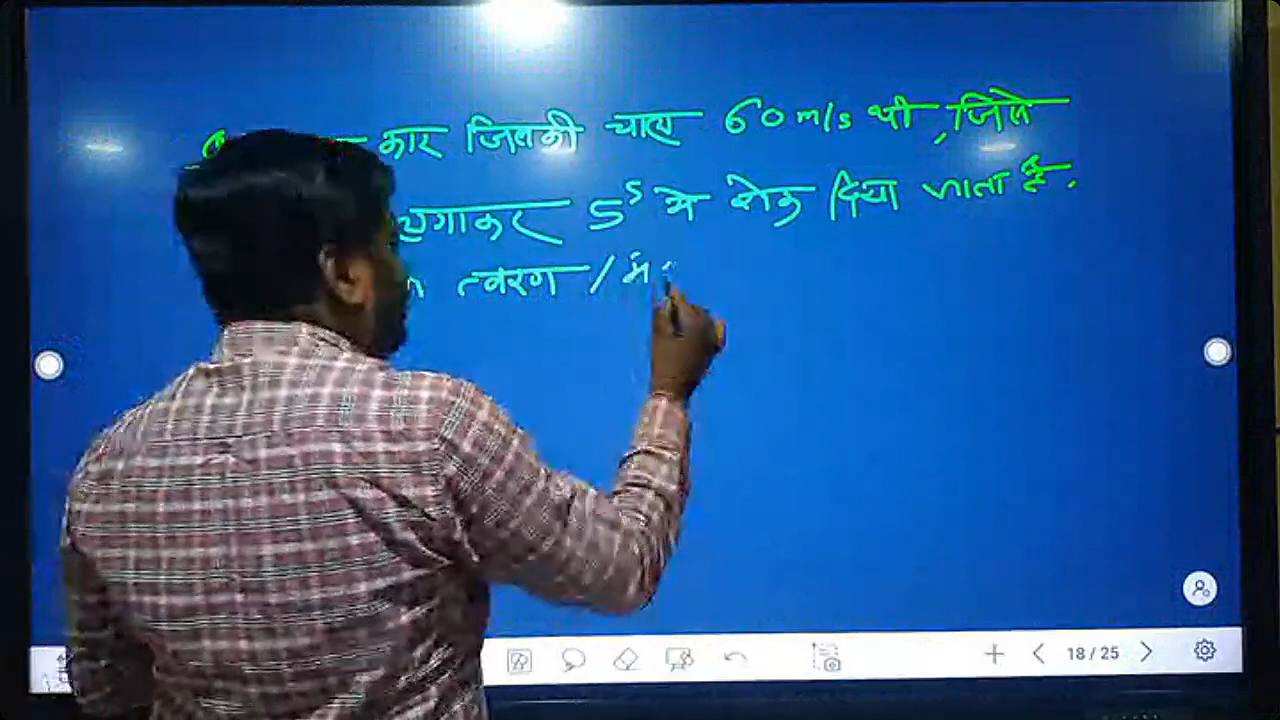 कार जिसकी चाल 60 m/s थी, जिसे
लगाकर 5s मे रोक दिया जाता है.
त्वरण / मं
18 / 25